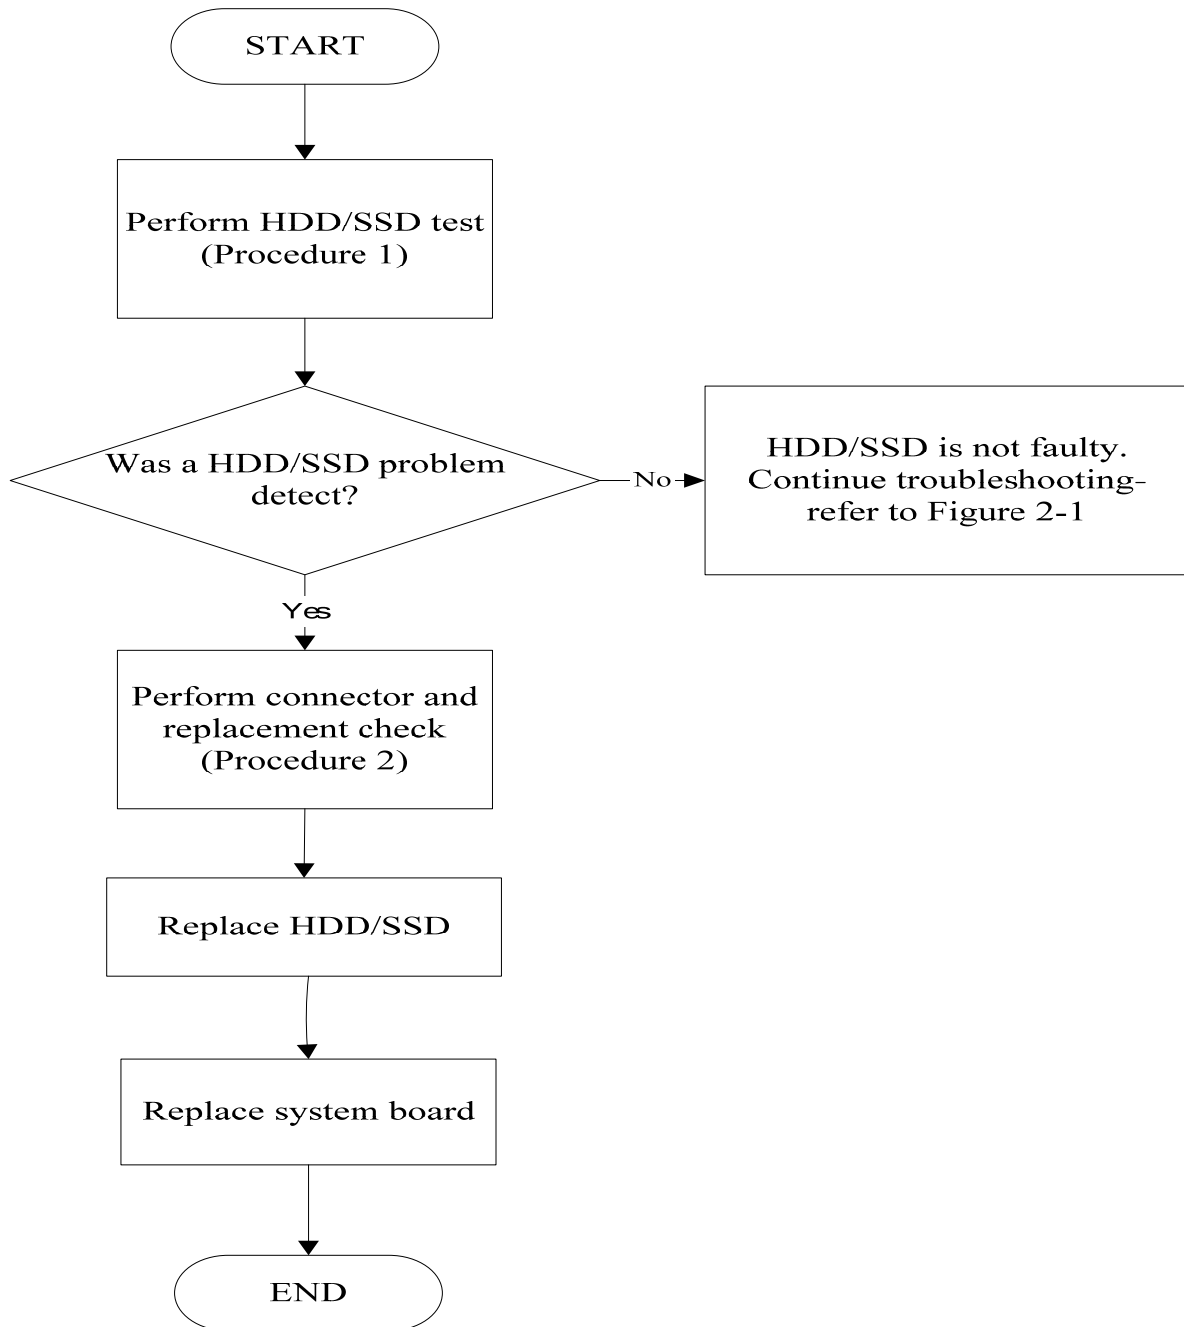 START
Perform HDD/SSD test
(Procedure 1)
Was a HDD/SSD problem
detect?
No
HDD/SSD is not faulty.
Continue troubleshooting-
refer to Figure 2-1
Yes
Perform connector and
replacement check
(Procedure 2)
Replace HDD/SSD
Replace system board
END